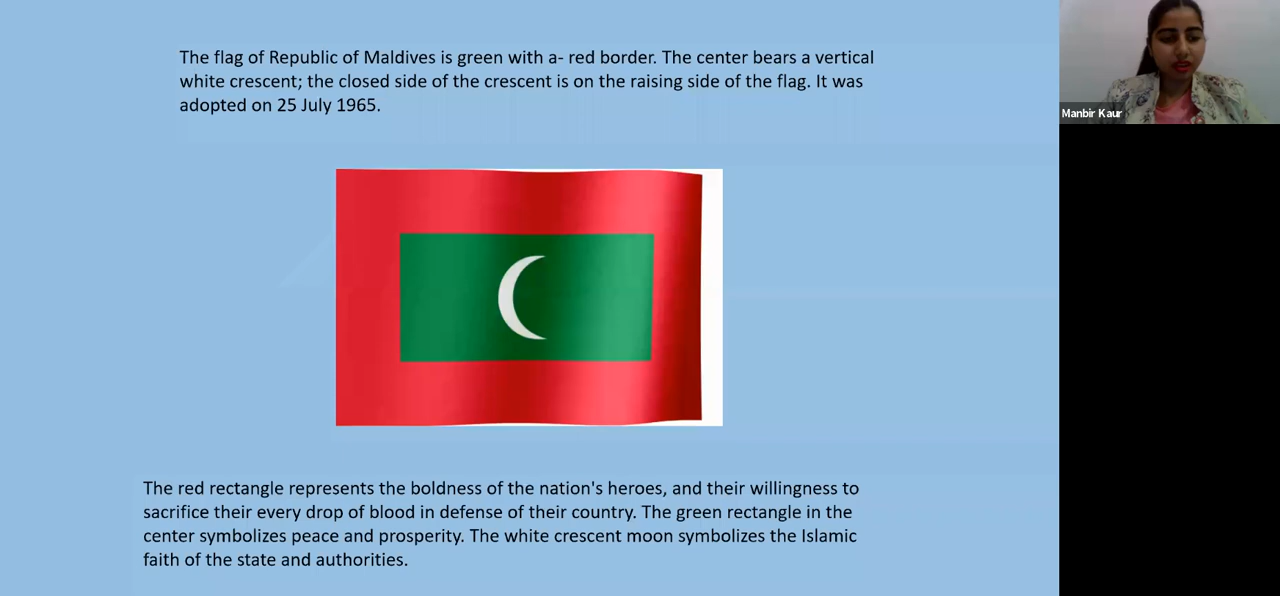 The flag of Republic of Maldives is green with a- red border. The center bears a vertical
white crescent; the closed side of the crescent is on the raising side of the flag. It was
adopted on 25 July 1965.
Manbir Kaur
The red rectangle represents the boldness of the nation's heroes, and their willingness to
sacrifice their every drop of blood in defense of their country. The green rectangle in the
center symbolizes peace and prosperity. The white crescent moon symbolizes the Islamic
faith of the state and authorities.